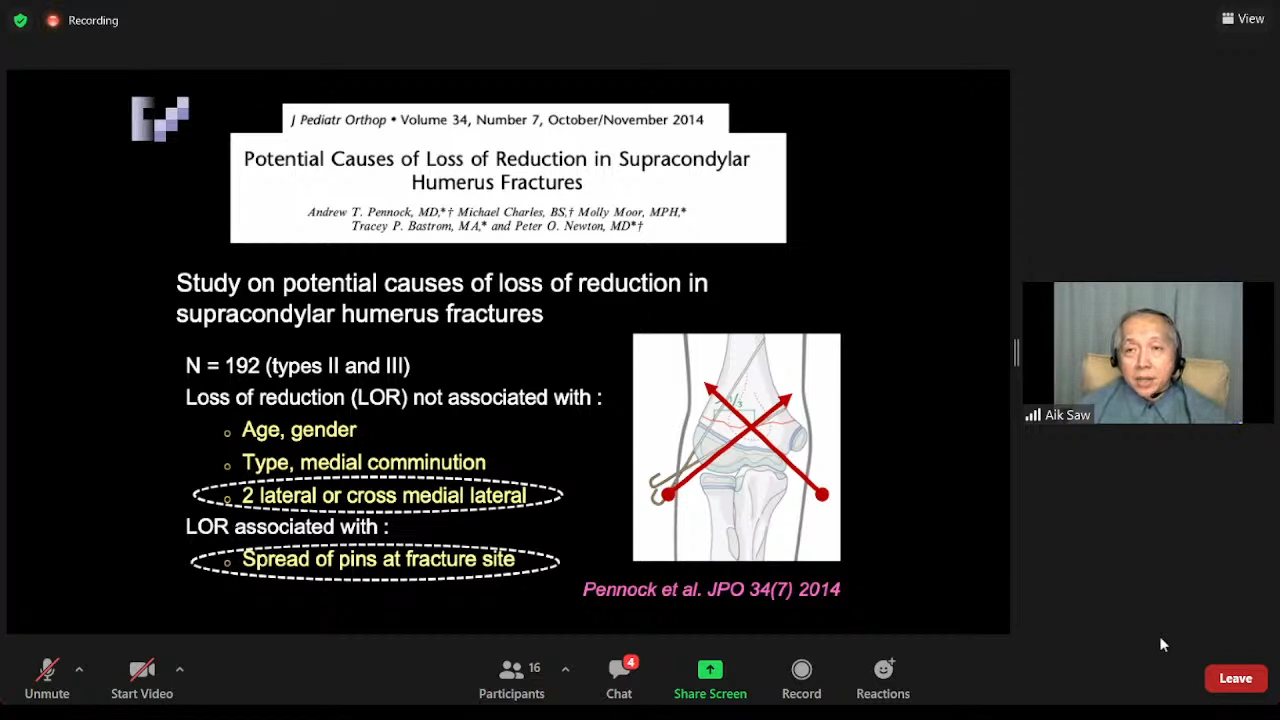 Recording
View
J Pediatr Orthop • Volume 34, Number 7, October/November 2014
Potential Causes of Loss of Reduction in Supracondylar
Humerus Fractures
Andrew T. Pennock, MD,*† Michael Charles, BS,† Molly Moor, MPH,*
Tracey P. Bastrom, MA,* and Peter O. Newton, MD*†
Study on potential causes of loss of reduction in
supracondylar humerus fractures
N = 192 (types II and III)
Loss of reduction (LOR) not associated with :
Age, gender
Type, medial comminution
2 lateral or cross medial lateral
LOR associated with :
Spread of pins at fracture site
Pennock et al. JPO 34(7) 2014
Aik Saw
Unmute
Start Video
16
Participants
4
Chat
Share Screen
Record
Reactions
Leave